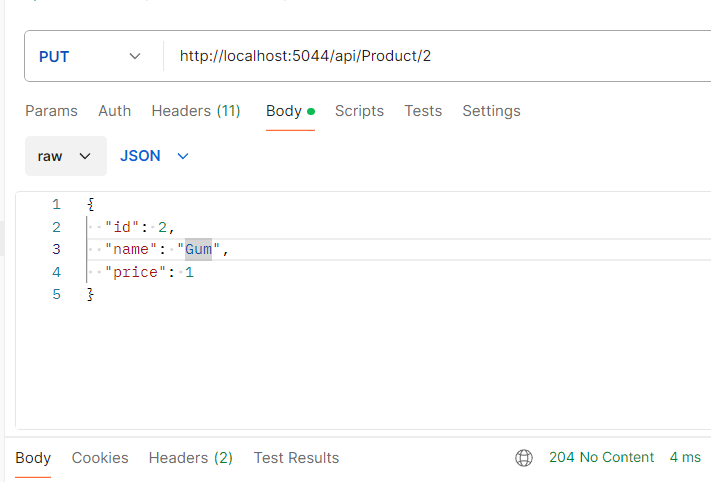 PUT http://localhost:5044/api/Product/2
Params Auth Headers (11) Body Scripts Tests Settings
raw JSON
1 {
2 "id": 2,
3 "name": "Gum",
4 "price": 1
5 }
Body Cookies Headers (2) Test Results 204 No Content 4 ms